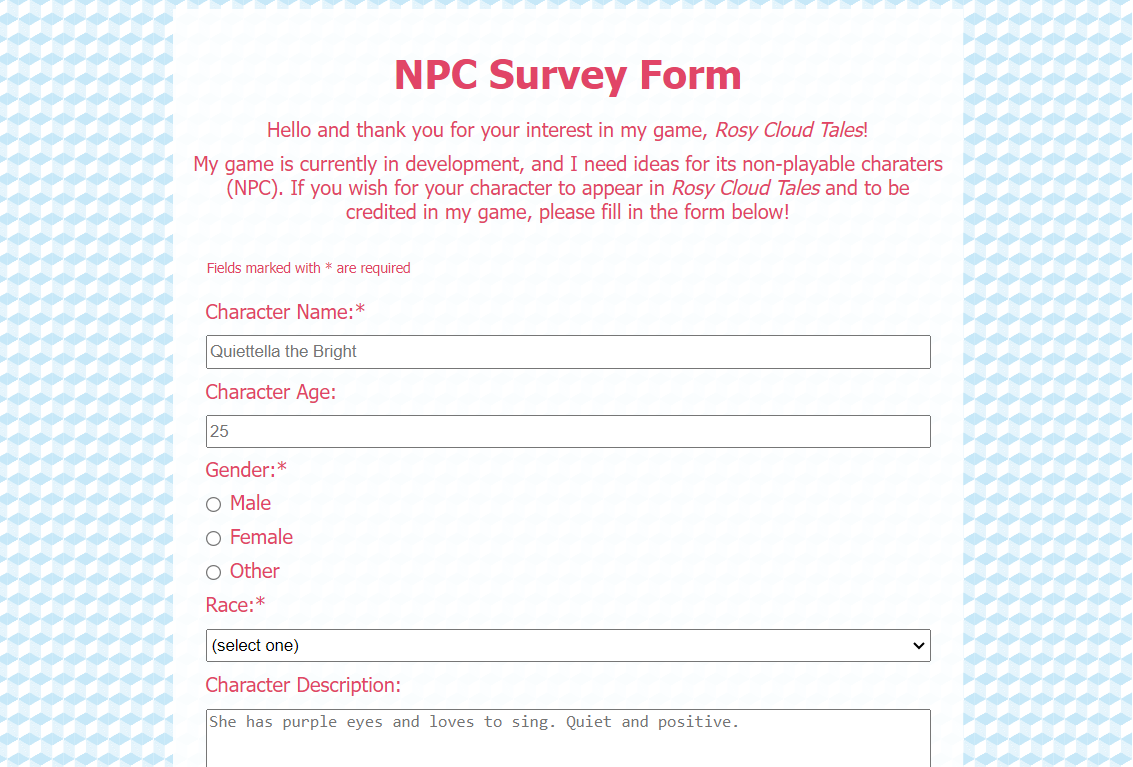 NPC Survey Form
Hello and thank you for your interest in my game, Rosy Cloud Tales!
My game is currently in development, and I need ideas for its non-playable charaters
(NPC). If you wish for your character to appear in Rosy Cloud Tales and to be
credited in my game, please fill in the form below!
Fields marked with * are required
Character Name:*
Quiettella the Bright
Character Age:
25
Gender:*
Male
Female
Other
Race:*
(select one)
Character Description:
She has purple eyes and loves to sing. Quiet and positive.